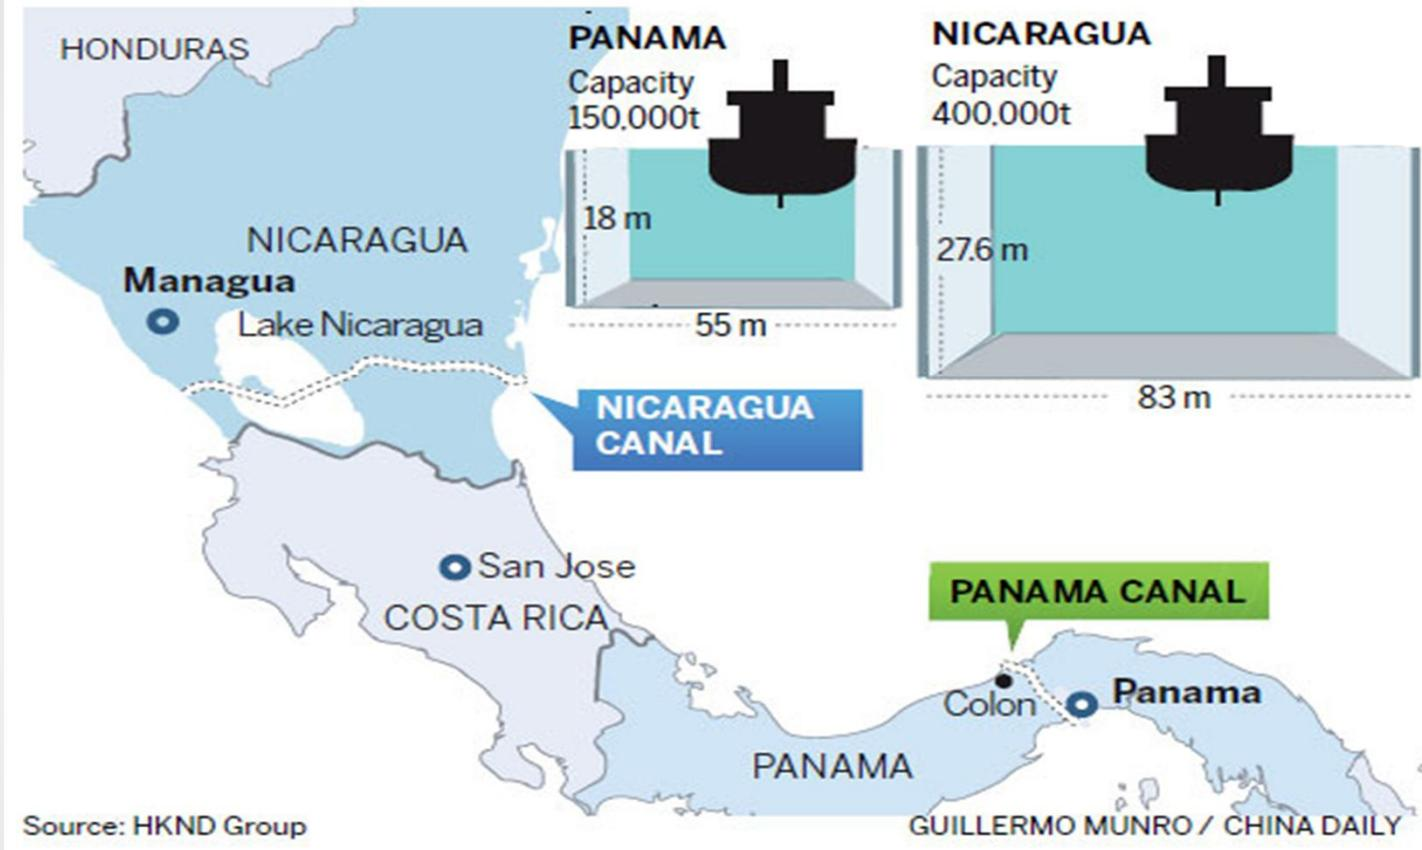 HONDURAS
PANAMA
Capacity
150,000t
18 m
55 m
NICARAGUA
Capacity
400,000t
27.6 m
83 m
NICARAGUA
Managua
Lake Nicaragua
NICARAGUA
CANAL
San Jose
COSTA RICA
PANAMA CANAL
Colon
Panama
PANAMA
Source: HKND Group
GUILLERMO MUNRO / CHINA DAILY